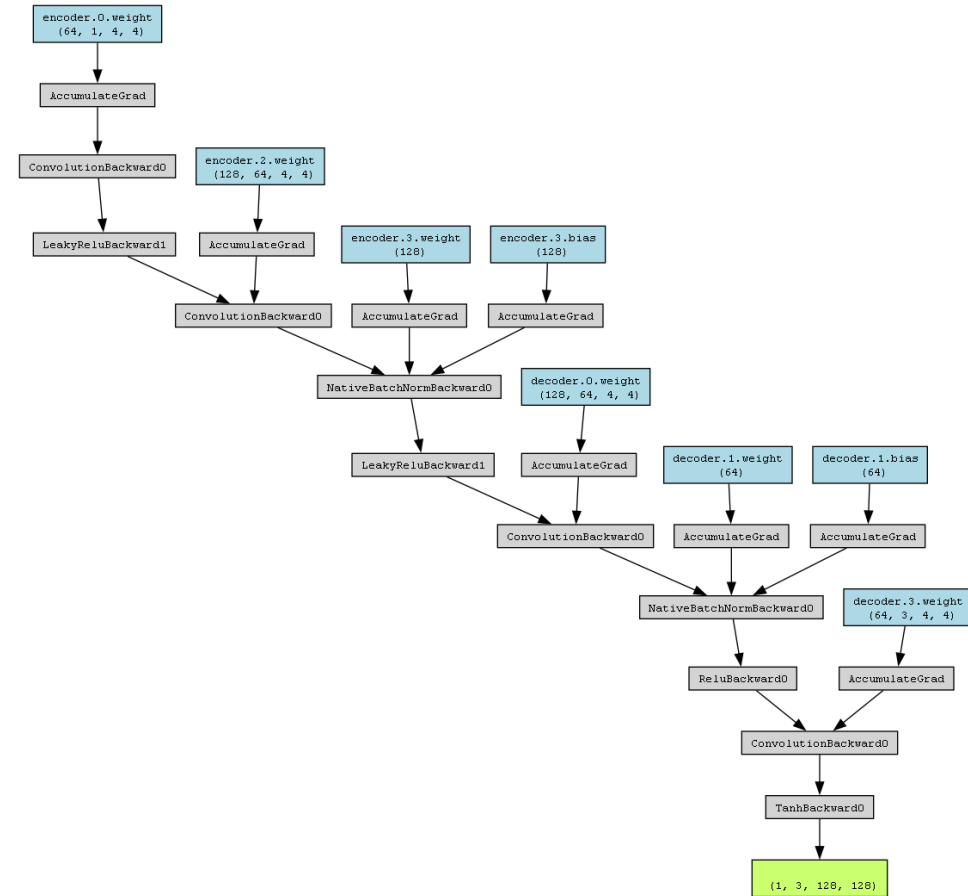 encoder.0.weight
(64, 1, 4, 4)
AccumulateGrad
ConvolutionBackward0
encoder.2.weight
(128, 64, 4, 4)
LeakyReluBackward1
AccumulateGrad
encoder.3.weight
(128)
encoder.3.bias
(128)
ConvolutionBackward0
AccumulateGrad
AccumulateGrad
NativeBatchNormBackward0
decoder.0.weight
(128, 64, 4, 4)
LeakyReluBackward1
AccumulateGrad
decoder.1.weight
(64)
decoder.1.bias
(64)
ConvolutionBackward0
AccumulateGrad
AccumulateGrad
NativeBatchNormBackward0
decoder.3.weight
(64, 3, 4, 4)
ReluBackward0
AccumulateGrad
ConvolutionBackward0
TanhBackward0
(1, 3, 128, 128)